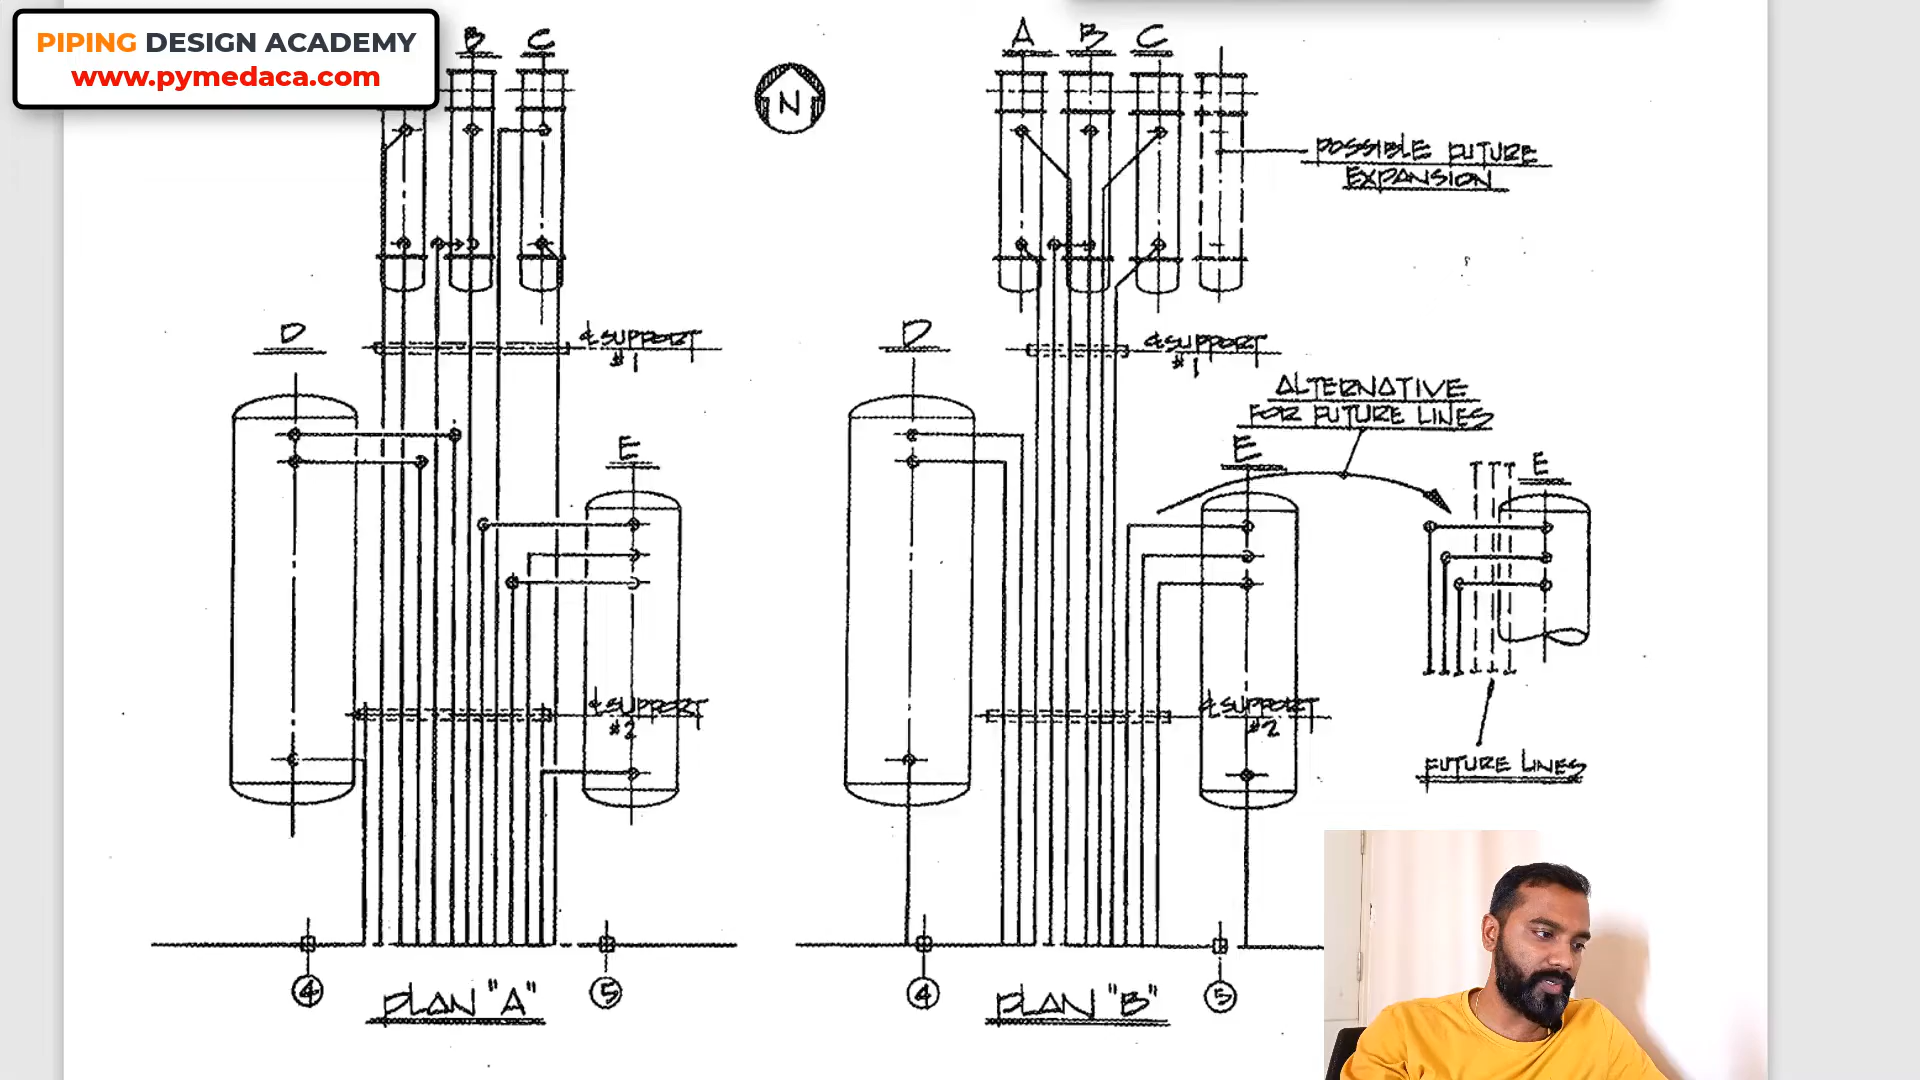 PIPING DESIGN ACADEMY
www.pymedaca.com
B
C
N
D
℄ SUPPORT
#1
E
℄ SUPPORT
#2
4
5
PLAN "A"
A
B
C
POSSIBLE FUTURE
EXPANSION
D
℄ SUPPORT
#1
ALTERNATIVE
FOR FUTURE LINES
E
E
℄ SUPPORT
#2
FUTURE LINES
4
5
PLAN "B"